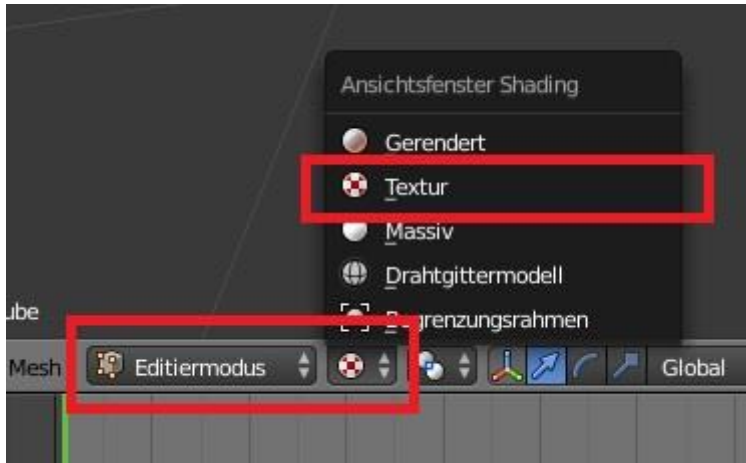 Ansichtsfenster Shading
Gerendert
Textur
Massiv
Drahtgittermodell
Begrenzungsrahmen
ube
Mesh Editiermodus Global